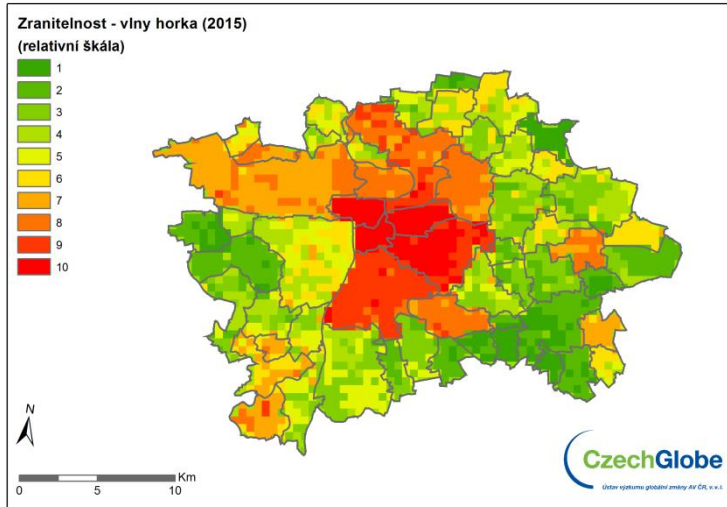 Zranitelnost - vlny horka (2015)
(relativní škála)
1
2
3
4
5
6
7
8
9
10
N
Km
0 5 10
CzechGlobe
Ústav výzkumu globální změny AV ČR, v.v.i.